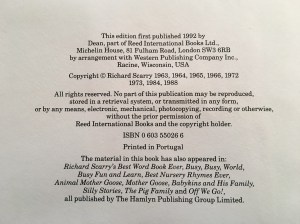 This edition first published 1992 by
Dean, part of Reed International Books Ltd.,
Michelin House, 81 Fulham Road, London SW3 6RB
by arrangement with Western Publishing Company Inc.,
Racine, Wisconsin, USA
Copyright © Richard Scarry 1963, 1964, 1965, 1966, 1972
1973, 1984, 1988
All rights reserved. No part of this publication may be reproduced,
stored in a retrieval system, or transmitted in any form,
or by any means, electronic, mechanical, photocopying, recording or otherwise,
without the prior permission of
Reed International Books and the copyright holder.
ISBN 0 603 55026 6
Printed in Portugal
The material in this book has also appeared in:
Richard Scarry's Best Word Book Ever, Busy, Busy, World,
Busy Fun and Learn, Best Nursery Rhymes Ever,
Animal Mother Goose, Mother Goose, Babykins and His Family,
Silly Stories, The Pig Family and Off We Go!,
all published by The Hamlyn Publishing Group Limited.